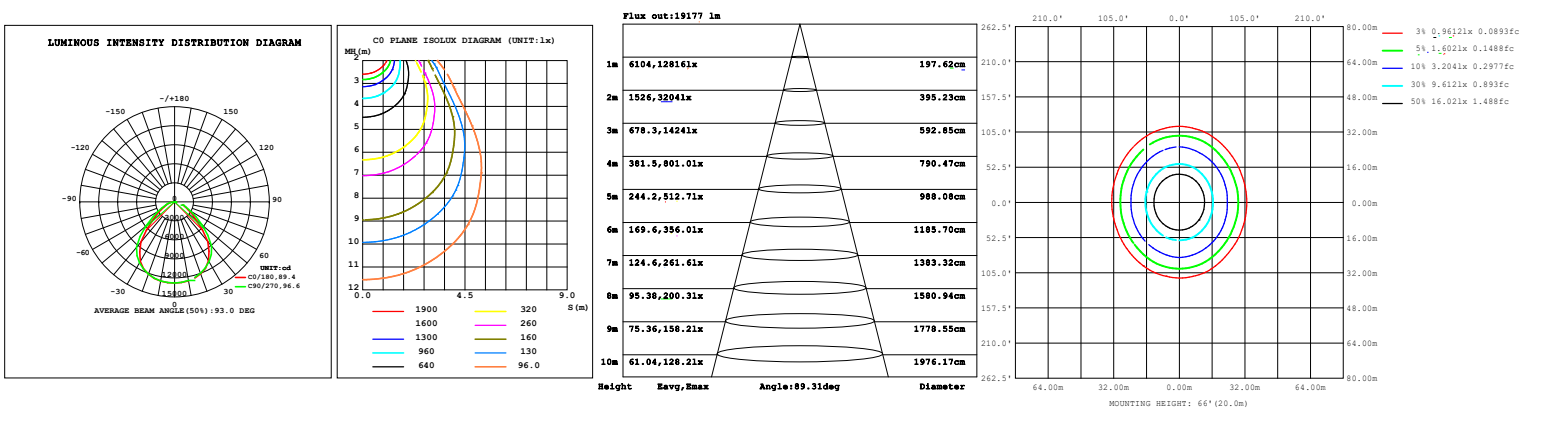 LUMINOUS INTENSITY DISTRIBUTION DIAGRAM
-/+180
-150 150
-120 120
-90 90
-60 60
-30 30
0
0
3000
6000
9000
12000
15000
UNIT:cd
C0/180,89.4
C90/270,96.6
AVERAGE BEAM ANGLE(50%):93.0 DEG
C0 PLANE ISOLUX DIAGRAM (UNIT:lx)
MH(m)
2
3
4
5
6
7
8
9
10
11
12
0.0 4.5 9.0
S(m)
1900 320
1600 260
1300 160
960 130
640 96.0
Flux out:19177 lm
1m 6104,12816lx 197.62cm
2m 1526,3204lx 395.23cm
3m 678.3,1424lx 592.85cm
4m 381.5,801.0lx 790.47cm
5m 244.2,512.7lx 988.08cm
6m 169.6,356.0lx 1185.70cm
7m 124.6,261.6lx 1383.32cm
8m 95.38,200.3lx 1580.94cm
9m 75.36,158.2lx 1778.55cm
10m 61.04,128.2lx 1976.17cm
Height Eavg,Emax Angle:89.31deg Diameter
210.0' 105.0' 0.0' 105.0' 210.0'
262.5' 80.00m
210.0' 64.00m
157.5' 48.00m
105.0' 32.00m
52.5' 16.00m
0.0' 0.00m
52.5' 16.00m
105.0' 32.00m
157.5' 48.00m
210.0' 64.00m
262.5' 80.00m
64.00m 32.00m 0.00m 32.00m 64.00m
MOUNTING HEIGHT: 66'(20.0m)
3% 0.9612lx 0.0893fc
5% 1.602lx 0.1488fc
10% 3.204lx 0.2977fc
30% 9.612lx 0.893fc
50% 16.02lx 1.488fc